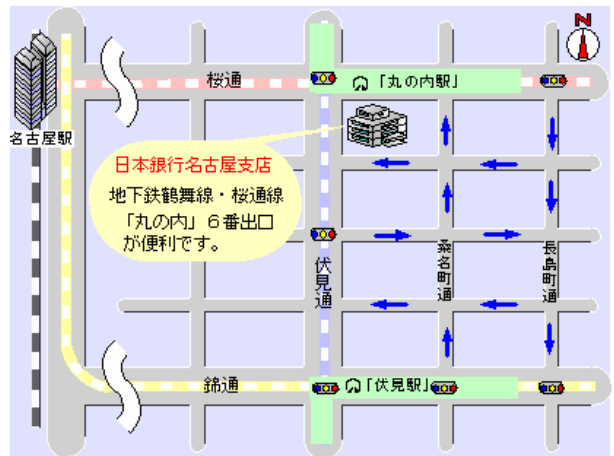 N
桜通
「丸の内駅」
名古屋駅
日本銀行名古屋支店
地下鉄鶴舞線・桜通線
「丸の内」６番出口
が便利です。
伏見通
桑名町通
長島町通
錦通
「伏見駅」